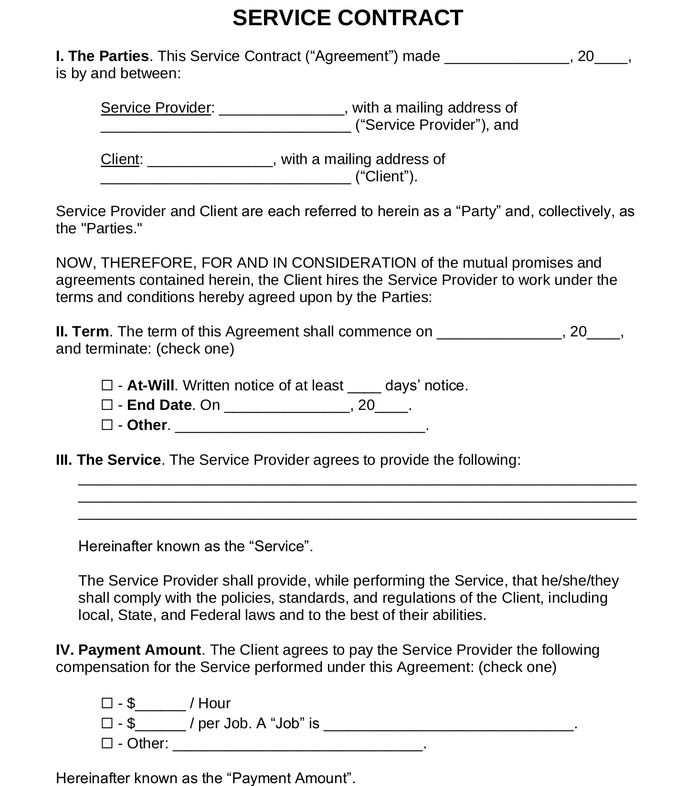 SERVICE CONTRACT
I. The Parties. This Service Contract (“Agreement”) made _______________, 20____,
is by and between:
Service Provider: _______________, with a mailing address of
______________________________ (“Service Provider”), and
Client: _______________, with a mailing address of
______________________________ (“Client”).
Service Provider and Client are each referred to herein as a “Party” and, collectively, as
the "Parties."
NOW, THEREFORE, FOR AND IN CONSIDERATION of the mutual promises and
agreements contained herein, the Client hires the Service Provider to work under the
terms and conditions hereby agreed upon by the Parties:
II. Term. The term of this Agreement shall commence on _______________, 20____,
and terminate: (check one)
☐ - At-Will. Written notice of at least ____ days’ notice.
☐ - End Date. On _______________, 20____.
☐ - Other. ______________________________.
III. The Service. The Service Provider agrees to provide the following:
___________________________________________________________________
___________________________________________________________________
___________________________________________________________________
Hereinafter known as the “Service”.
The Service Provider shall provide, while performing the Service, that he/she/they
shall comply with the policies, standards, and regulations of the Client, including
local, State, and Federal laws and to the best of their abilities.
IV. Payment Amount. The Client agrees to pay the Service Provider the following
compensation for the Service performed under this Agreement: (check one)
☐ - $______ / Hour
☐ - $______ / per Job. A “Job” is ______________________________.
☐ - Other: ______________________________.
Hereinafter known as the “Payment Amount”.